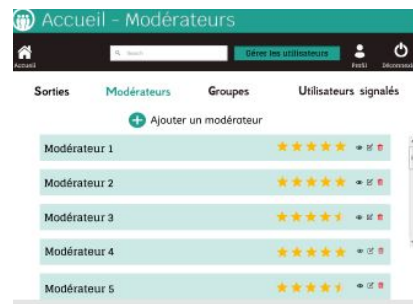 Accueil - Modérateurs
Search
Gérer les utilisateurs
Accueil
Profil
Sorties Modérateurs Groupes Utilisateurs signalés
Ajouter un modérateur
Modérateur 1
Modérateur 2
Modérateur 3
Modérateur 4
Modérateur 5